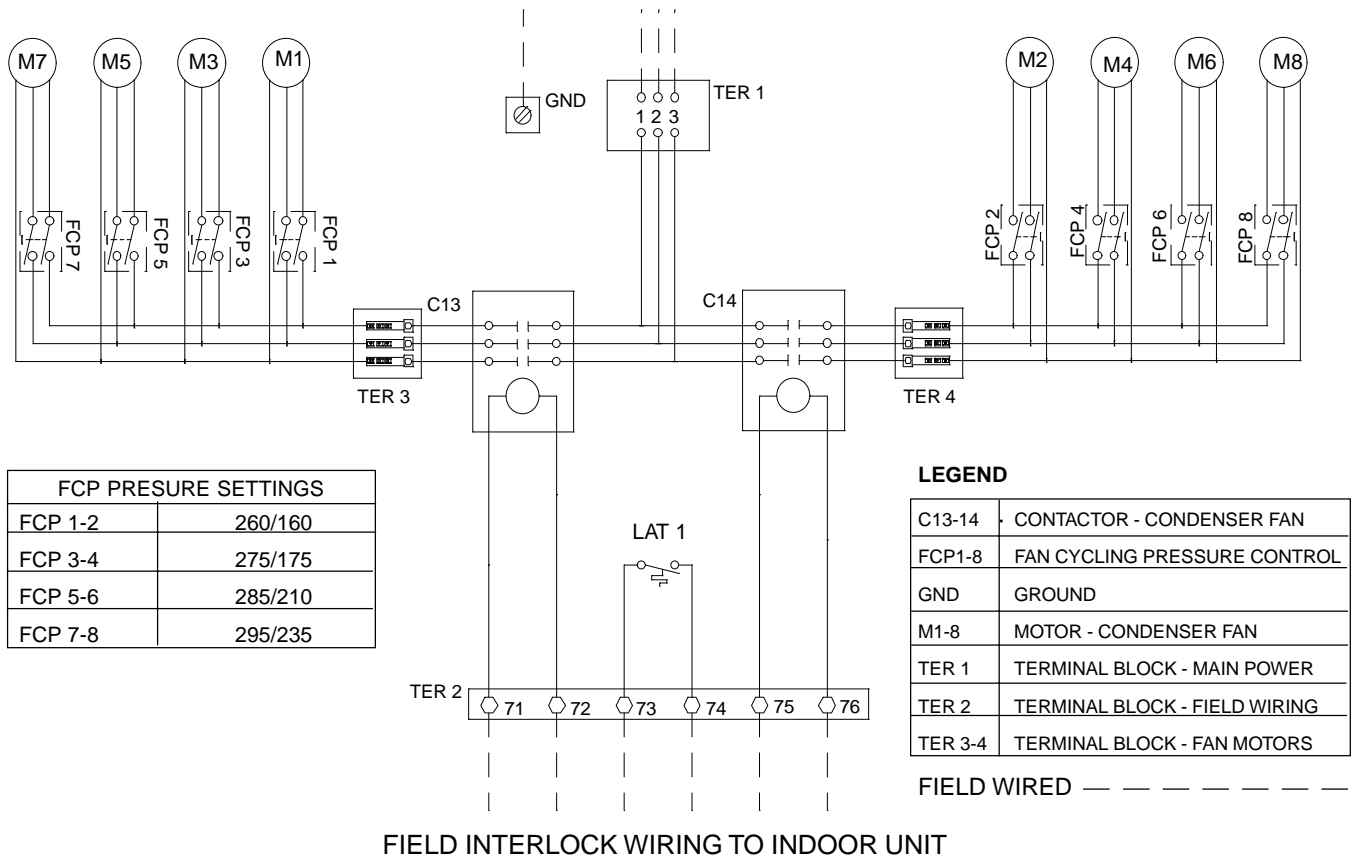 M7
M5
M3
M1
GND
TER 1
1 2 3
M2
M4
M6
M8
FCP 7
FCP 5
FCP 3
FCP 1
FCP 2
FCP 4
FCP 6
FCP 8
C13
C14
TER 3
TER 4
FCP PRESURE SETTINGS
FCP 1-2 260/160
FCP 3-4 275/175
FCP 5-6 285/210
FCP 7-8 295/235
LAT 1
TER 2
71 72 73 74 75 76
LEGEND
C13-14 CONTACTOR - CONDENSER FAN
FCP1-8 FAN CYCLING PRESSURE CONTROL
GND GROUND
M1-8 MOTOR - CONDENSER FAN
TER 1 TERMINAL BLOCK - MAIN POWER
TER 2 TERMINAL BLOCK - FIELD WIRING
TER 3-4 TERMINAL BLOCK - FAN MOTORS
FIELD WIRED
FIELD INTERLOCK WIRING TO INDOOR UNIT